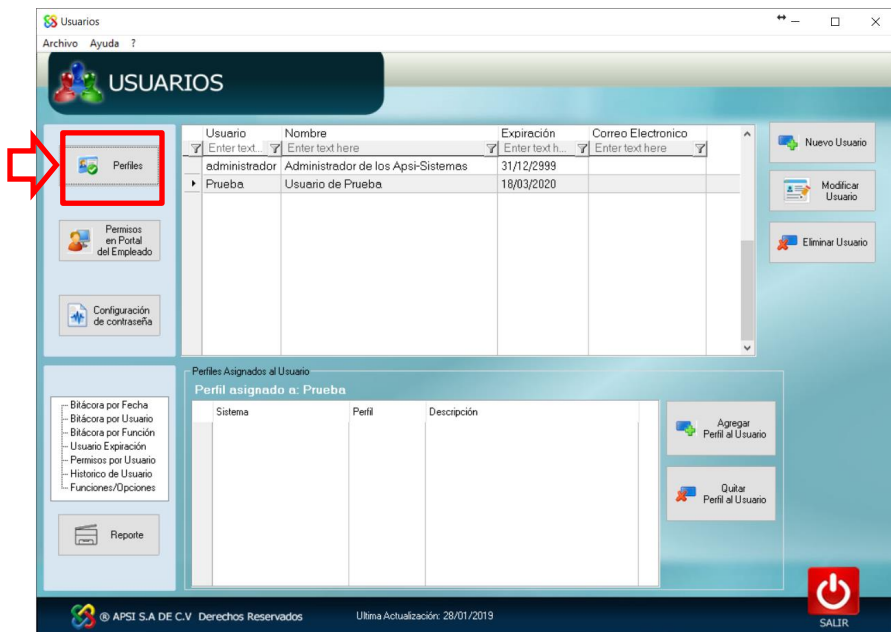 Usuarios
Archivo Ayuda ?
USUARIOS
Perfiles
Permisos
en Portal
del Empleado
Configuración
de contraseña
Usuario Nombre Expiración Correo Electronico
Enter text... Enter text here Enter text h... Enter text here
administrador Administrador de los Apsi-Sistemas 31/12/2999
Prueba Usuario de Prueba 18/03/2020
Nuevo Usuario
Modificar
Usuario
Eliminar Usuario
Bitácora por Fecha
Bitácora por Usuario
Bitácora por Función
Usuario Expiración
Permisos por Usuario
Historico de Usuario
Funciones/Opciones
Reporte
Perfiles Asignados al Usuario
Perfil asignado a: Prueba
Sistema Perfil Descripción
Agregar
Perfil al Usuario
Quitar
Perfil al Usuario
® APSI S.A DE C.V Derechos Reservados Ultima Actualización: 28/01/2019
SALIR